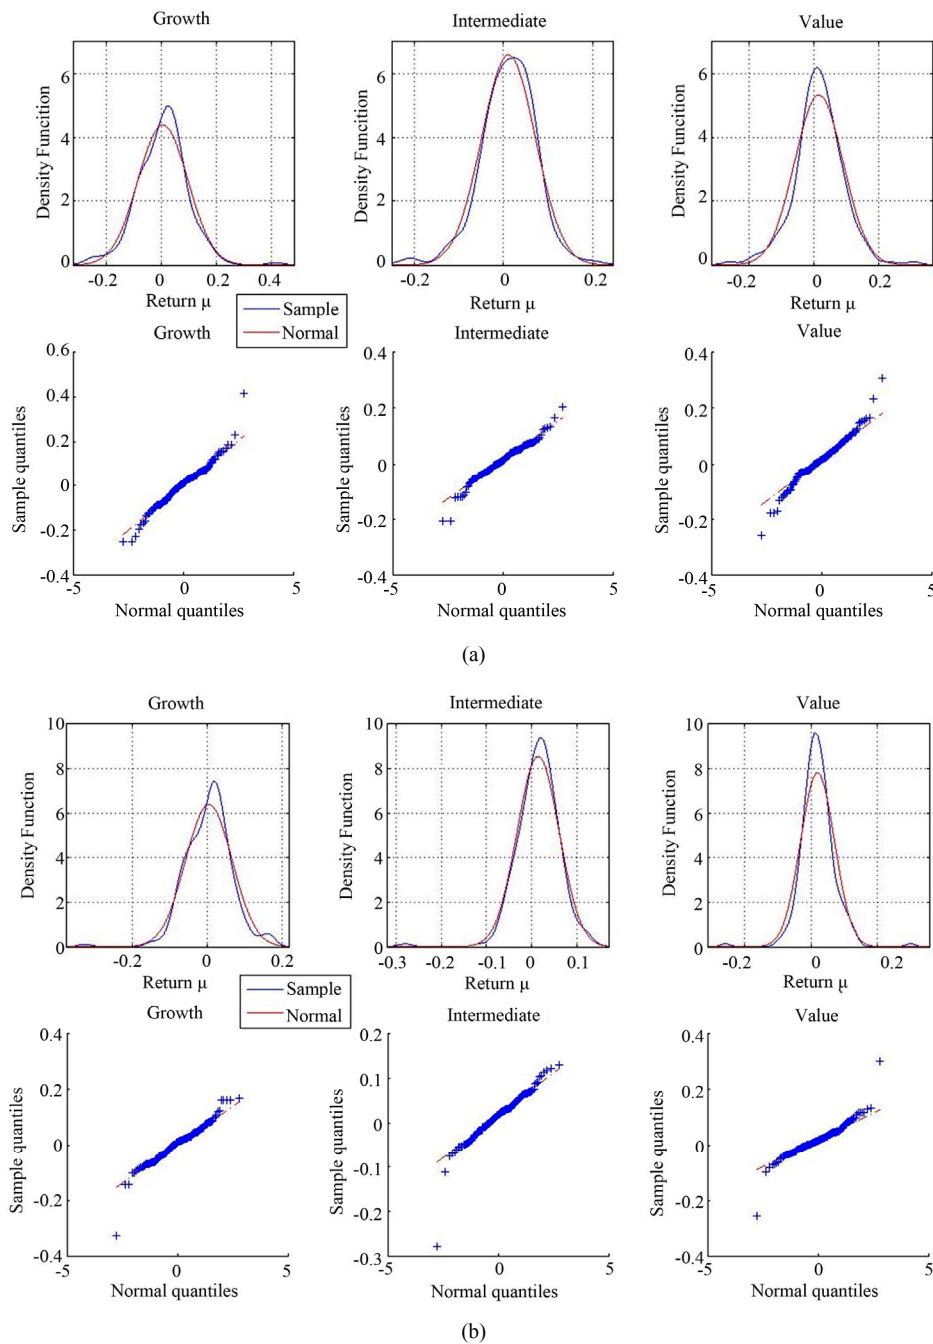 Growth Intermediate Value
Density Function
6
4
2
0
-0.2 0 0.2 0.4
Return μ
Density Function
6
4
2
0
-0.2 0 0.2
Return μ
Density Function
6
4
2
0
-0.2 0 0.2
Return μ
Sample
Normal
Growth Intermediate Value
Sample quantiles
0.6
0.4
0.2
0
-0.2
-0.4
-5 0 5
Normal quantiles
Sample quantiles
0.4
0.2
0
-0.2
-0.4
-5 0 5
Normal quantiles
Sample quantiles
0.4
0.2
0
-0.2
-0.4
-5 0 5
Normal quantiles
(a)
Growth Intermediate Value
Density Function
10
8
6
4
2
0
-0.2 0 0.2
Return μ
Density Function
10
8
6
4
2
0
-0.3 -0.2 -0.1 0 0.1
Return μ
Density Function
10
8
6
4
2
0
-0.2 0 0.2
Return μ
Sample
Normal
Growth Intermediate Value
Sample quantiles
0.4
0.2
0
-0.2
-0.4
-5 0 5
Normal quantiles
Sample quantiles
0.2
0.1
0
-0.1
-0.2
-0.3
-5 0 5
Normal quantiles
Sample quantiles
0.4
0.2
0
-0.2
-0.4
-5 0 5
Normal quantiles
(b)